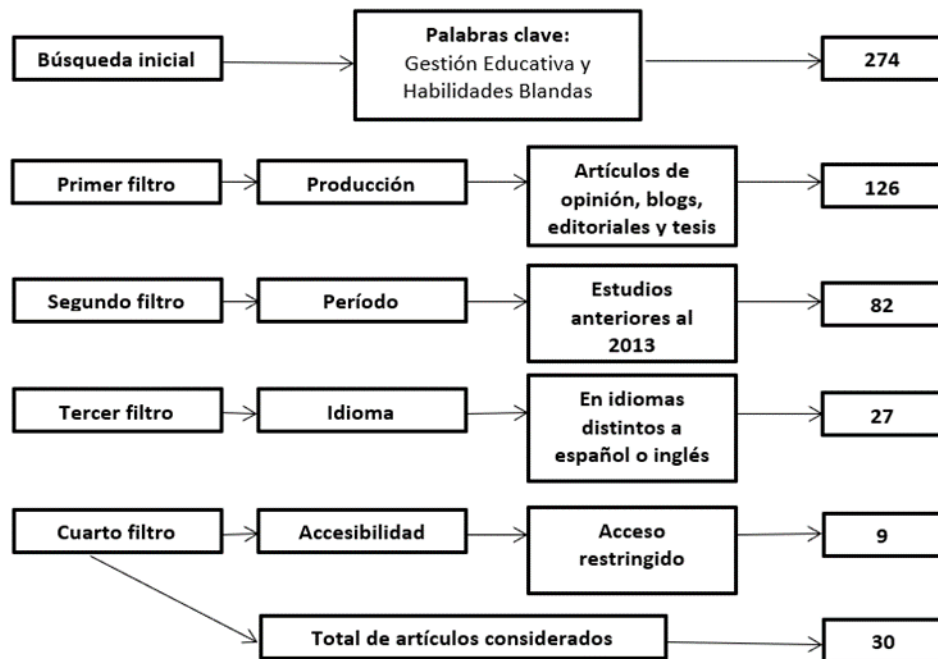 Búsqueda inicial
Palabras clave:
Gestión Educativa y
Habilidades Blandas
274
Primer filtro
Producción
Artículos de
opinión, blogs,
editoriales y tesis
126
Segundo filtro
Período
Estudios
anteriores al
2013
82
Tercer filtro
Idioma
En idiomas
distintos a
español o inglés
27
Cuarto filtro
Accesibilidad
Acceso
restringido
9
Total de artículos considerados
30